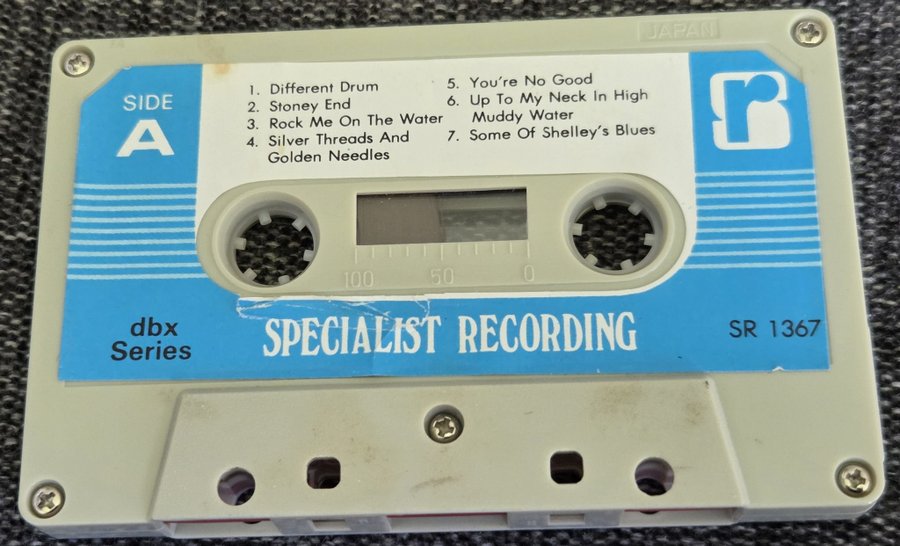 JAPAN
SIDE
A
1. Different Drum
2. Stoney End
3. Rock Me On The Water
4. Silver Threads And
Golden Needles
5. You're No Good
6. Up To My Neck In High
Muddy Water
7. Some Of Shelley's Blues
r
100 50 0
dbx
Series
SPECIALIST RECORDING
SR 1367